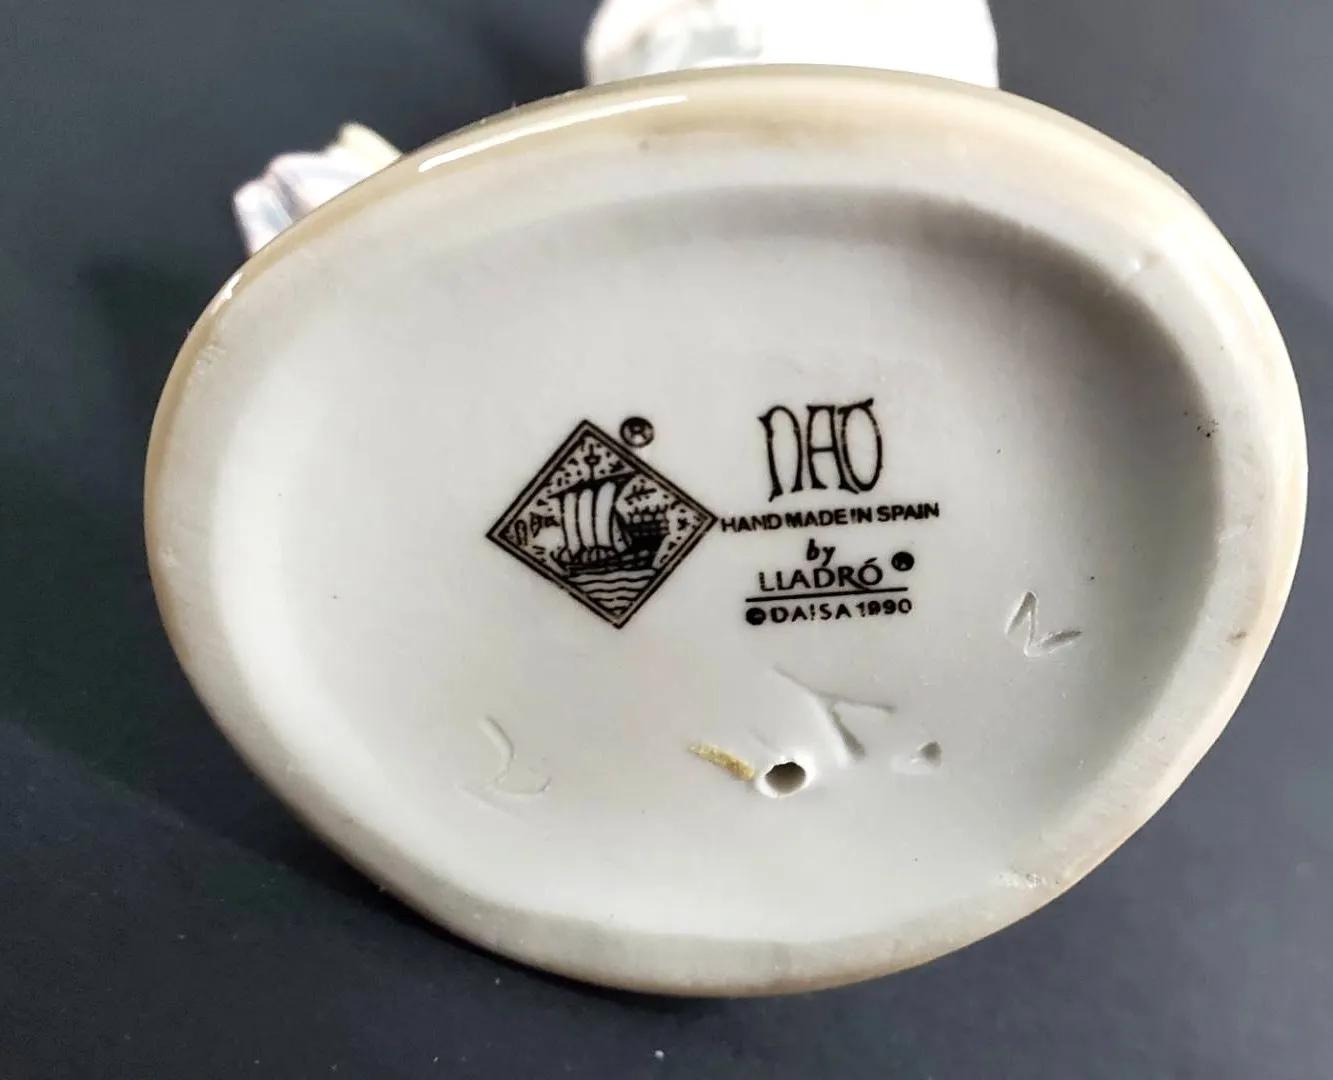 ®
NAO
HAND MADE IN SPAIN
by
LLADRÓ ®
© DAISA 1990
N